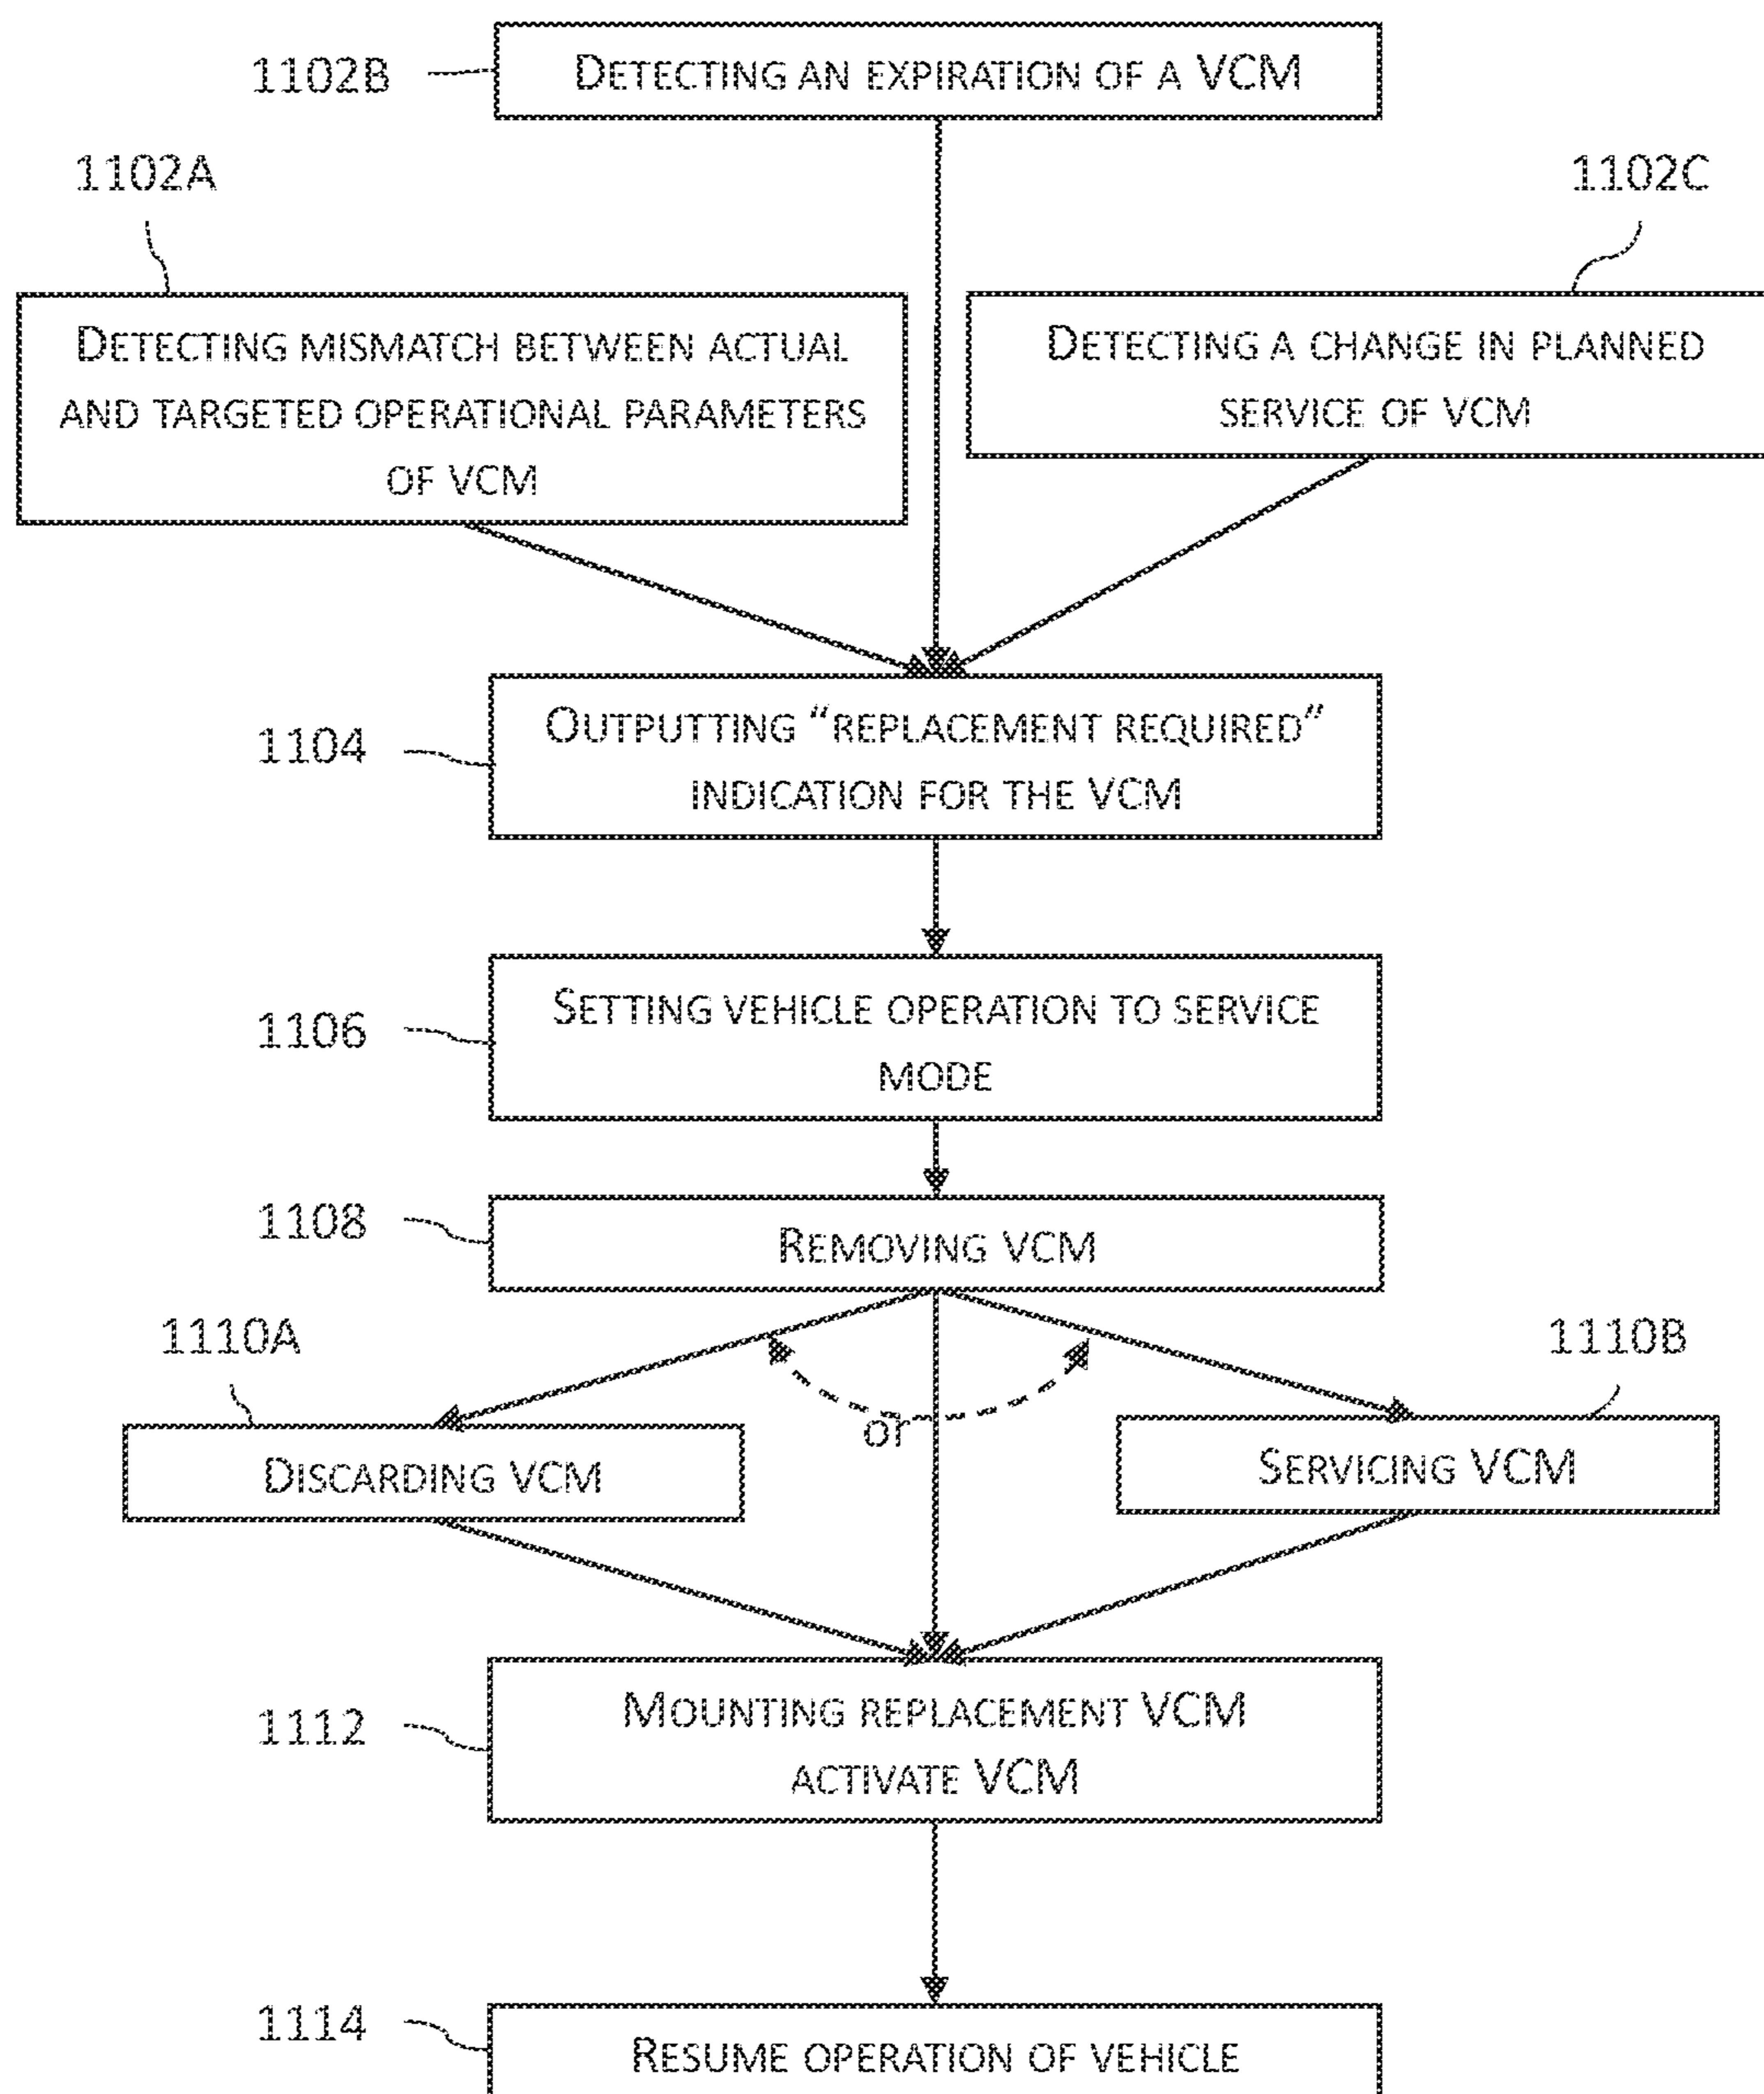 1102B
DETECTING AN EXPIRATION OF A VCM
1102A
1102C
DETECTING MISMATCH BETWEEN ACTUAL
AND TARGETED OPERATIONAL PARAMETERS
OF VCM
DETECTING A CHANGE IN PLANNED
SERVICE OF VCM
1104
OUTPUTTING “REPLACEMENT REQUIRED”
INDICATION FOR THE VCM
1106
SETTING VEHICLE OPERATION TO SERVICE
MODE
1108
REMOVING VCM
1110A
1110B
or
DISCARDING VCM
SERVICING VCM
1112
MOUNTING REPLACEMENT VCM
ACTIVATE VCM
1114
RESUME OPERATION OF VEHICLE